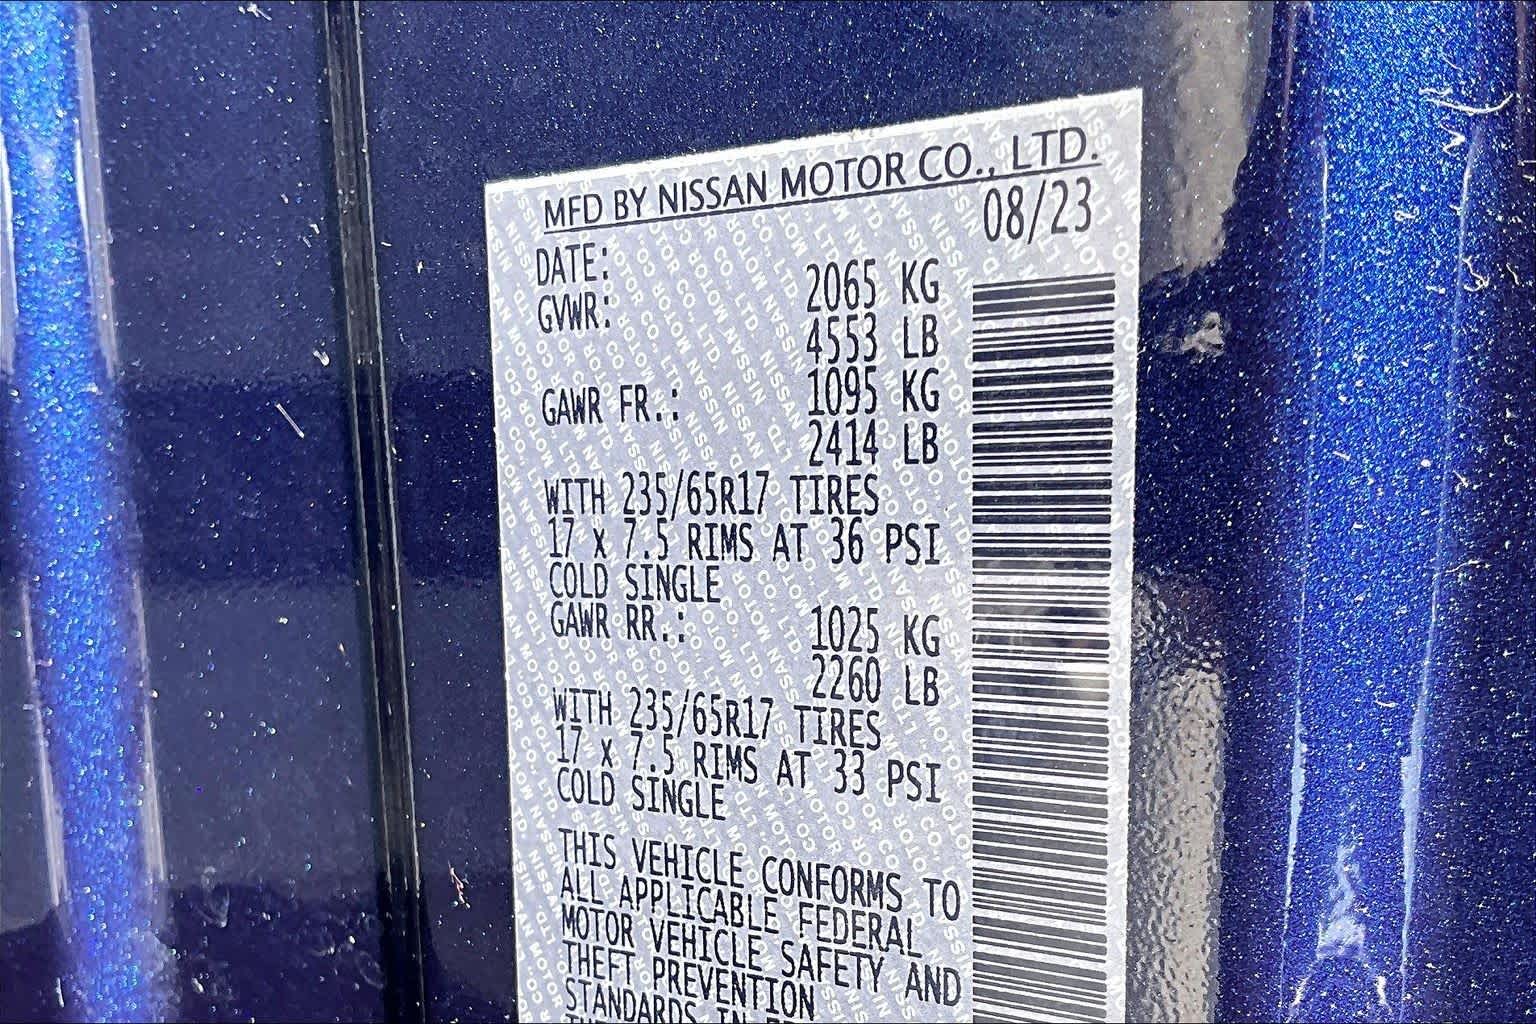 MFD BY NISSAN MOTOR CO., LTD.
DATE: 08/23
GVWR: 2065 KG
4553 LB
GAWR FR.: 1095 KG
2414 LB
WITH 235/65R17 TIRES
17 x 7.5 RIMS AT 36 PSI
COLD SINGLE
GAWR RR.: 1025 KG
2260 LB
WITH 235/65R17 TIRES
17 x 7.5 RIMS AT 33 PSI
COLD SINGLE
THIS VEHICLE CONFORMS TO
ALL APPLICABLE FEDERAL
MOTOR VEHICLE SAFETY AND
THEFT PREVENTION
STANDARDS IN